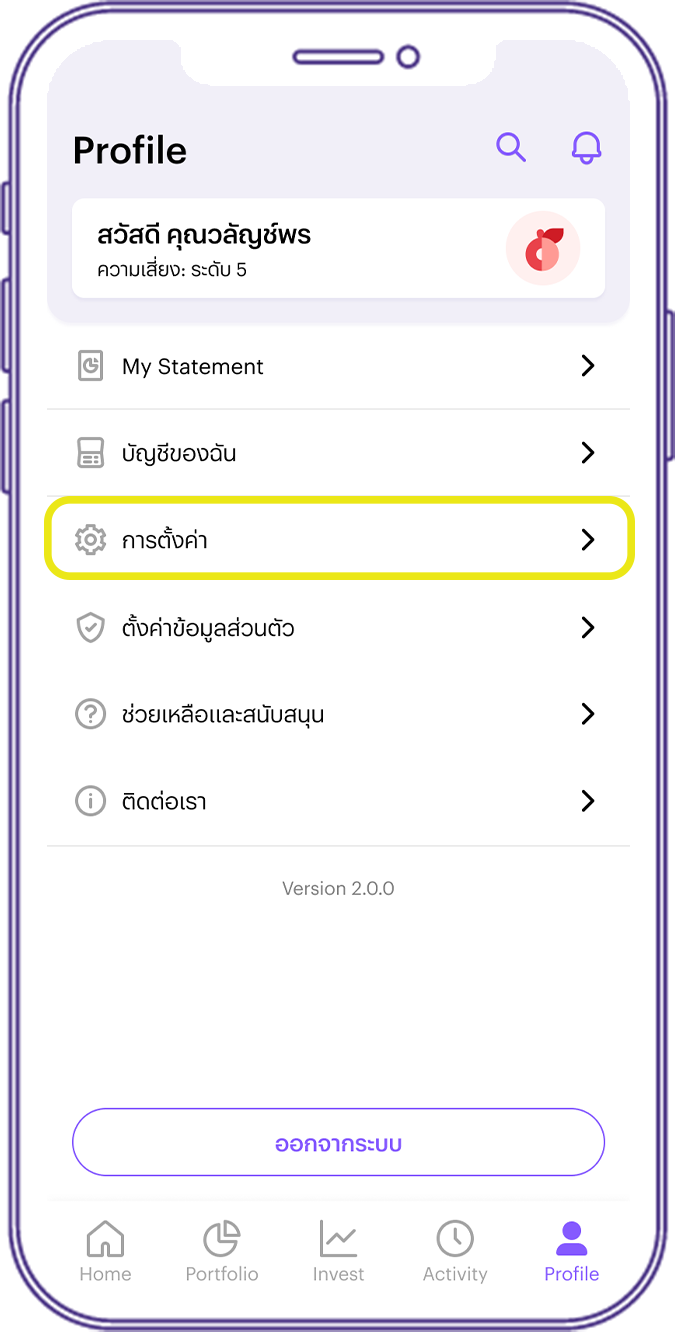 Profile
สวัสดี คุณวลัญช์พร
ความเสี่ยง: ระดับ 5
My Statement
บัญชีของฉัน
การตั้งค่า
ตั้งค่าข้อมูลส่วนตัว
ช่วยเหลือและสนับสนุน
ติดต่อเรา
Version 2.0.0
ออกจากระบบ
Home Portfolio Invest Activity Profile